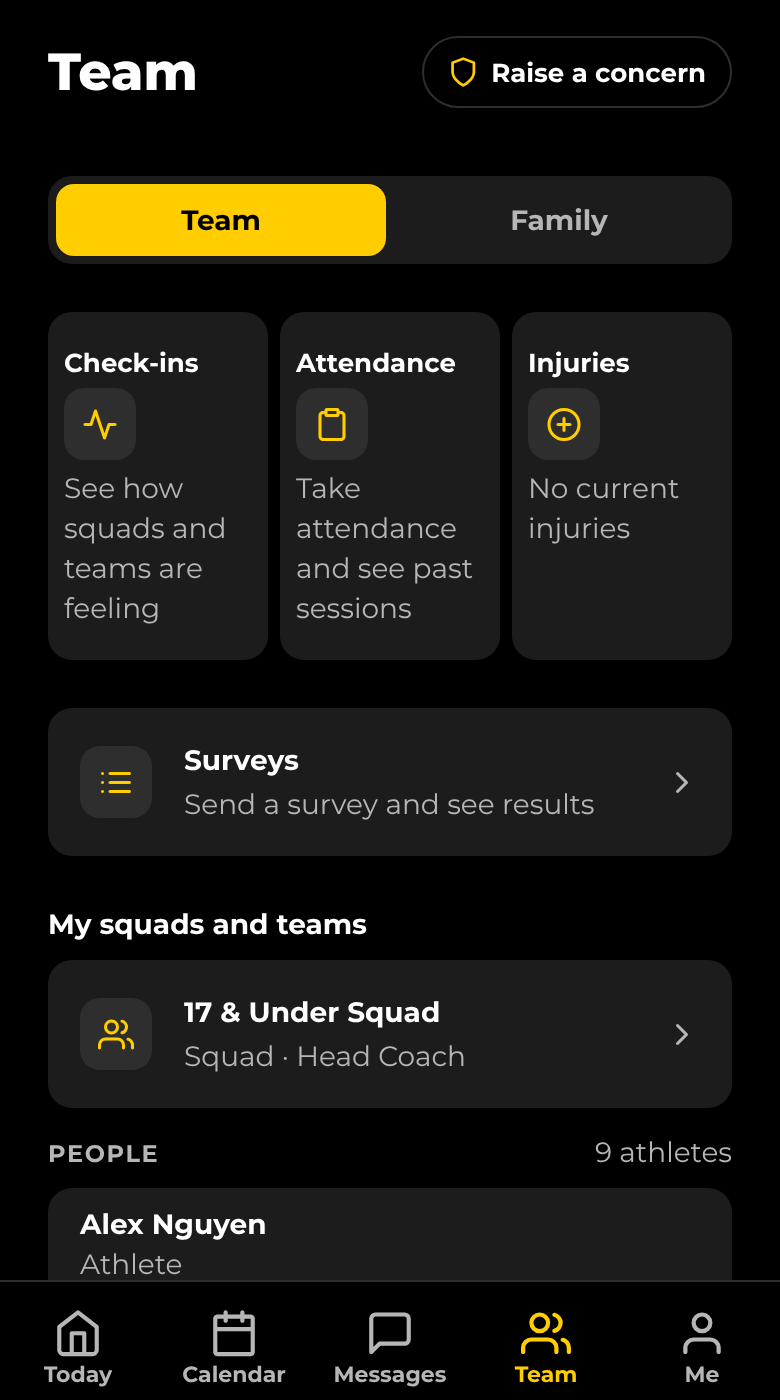 Team
Raise a concern
Team
Family
Check-ins
See how
squads and
teams are
feeling
Attendance
Take
attendance
and see past
sessions
Injuries
No current
injuries
Surveys
Send a survey and see results
My squads and teams
17 & Under Squad
Squad · Head Coach
PEOPLE
9 athletes
Alex Nguyen
Athlete
Today
Calendar
Messages
Team
Me